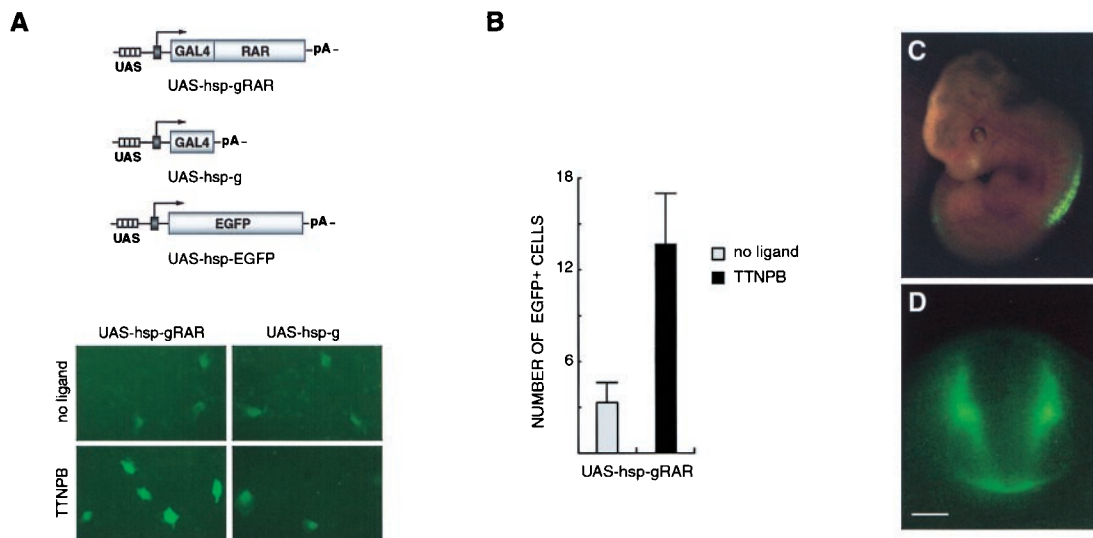 A
GAL4 RAR pA
UAS
UAS-hsp-gRAR
GAL4 pA
UAS
UAS-hsp-g
EGFP pA
UAS
UAS-hsp-EGFP
UAS-hsp-gRAR UAS-hsp-g
no ligand
TTNPB
B
NUMBER OF EGFP+ CELLS
18
12
6
no ligand
TTNPB
UAS-hsp-gRAR
C
D